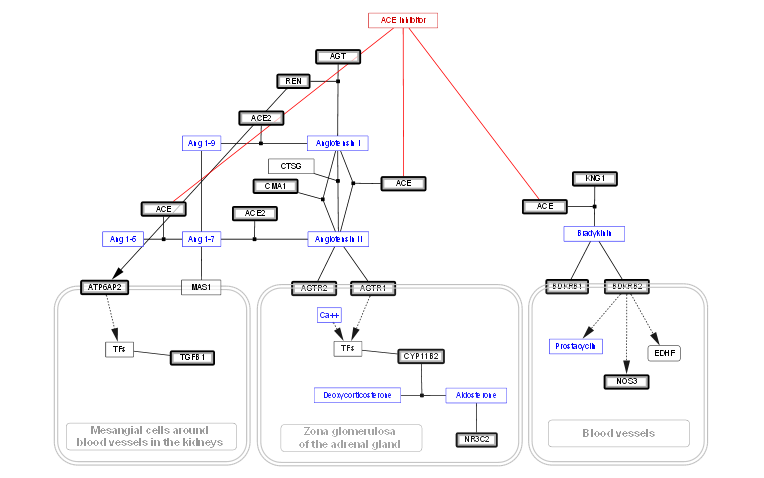 ACE Inhibitor
AGT
REN
ACE2
Ang 1-9
Angiotensin I
CTSG
CMA1
ACE
KNG1
ACE
ACE2
ACE
Bradykinin
Ang 1-5
Ang 1-7
Angiotensin II
ATP6AP2
MAS1
AGTR2
AGTR1
BDKRB1
BDKRB2
Ca++
TFs
TGFB1
TFs
CYP11B2
Prostacyclin
EDHF
NOS3
Deoxycorticosterone
Aldosterone
NR3C2
Mesangial cells around
blood vessels in the kidneys
Zona glomerulosa
of the adrenal gland
Blood vessels